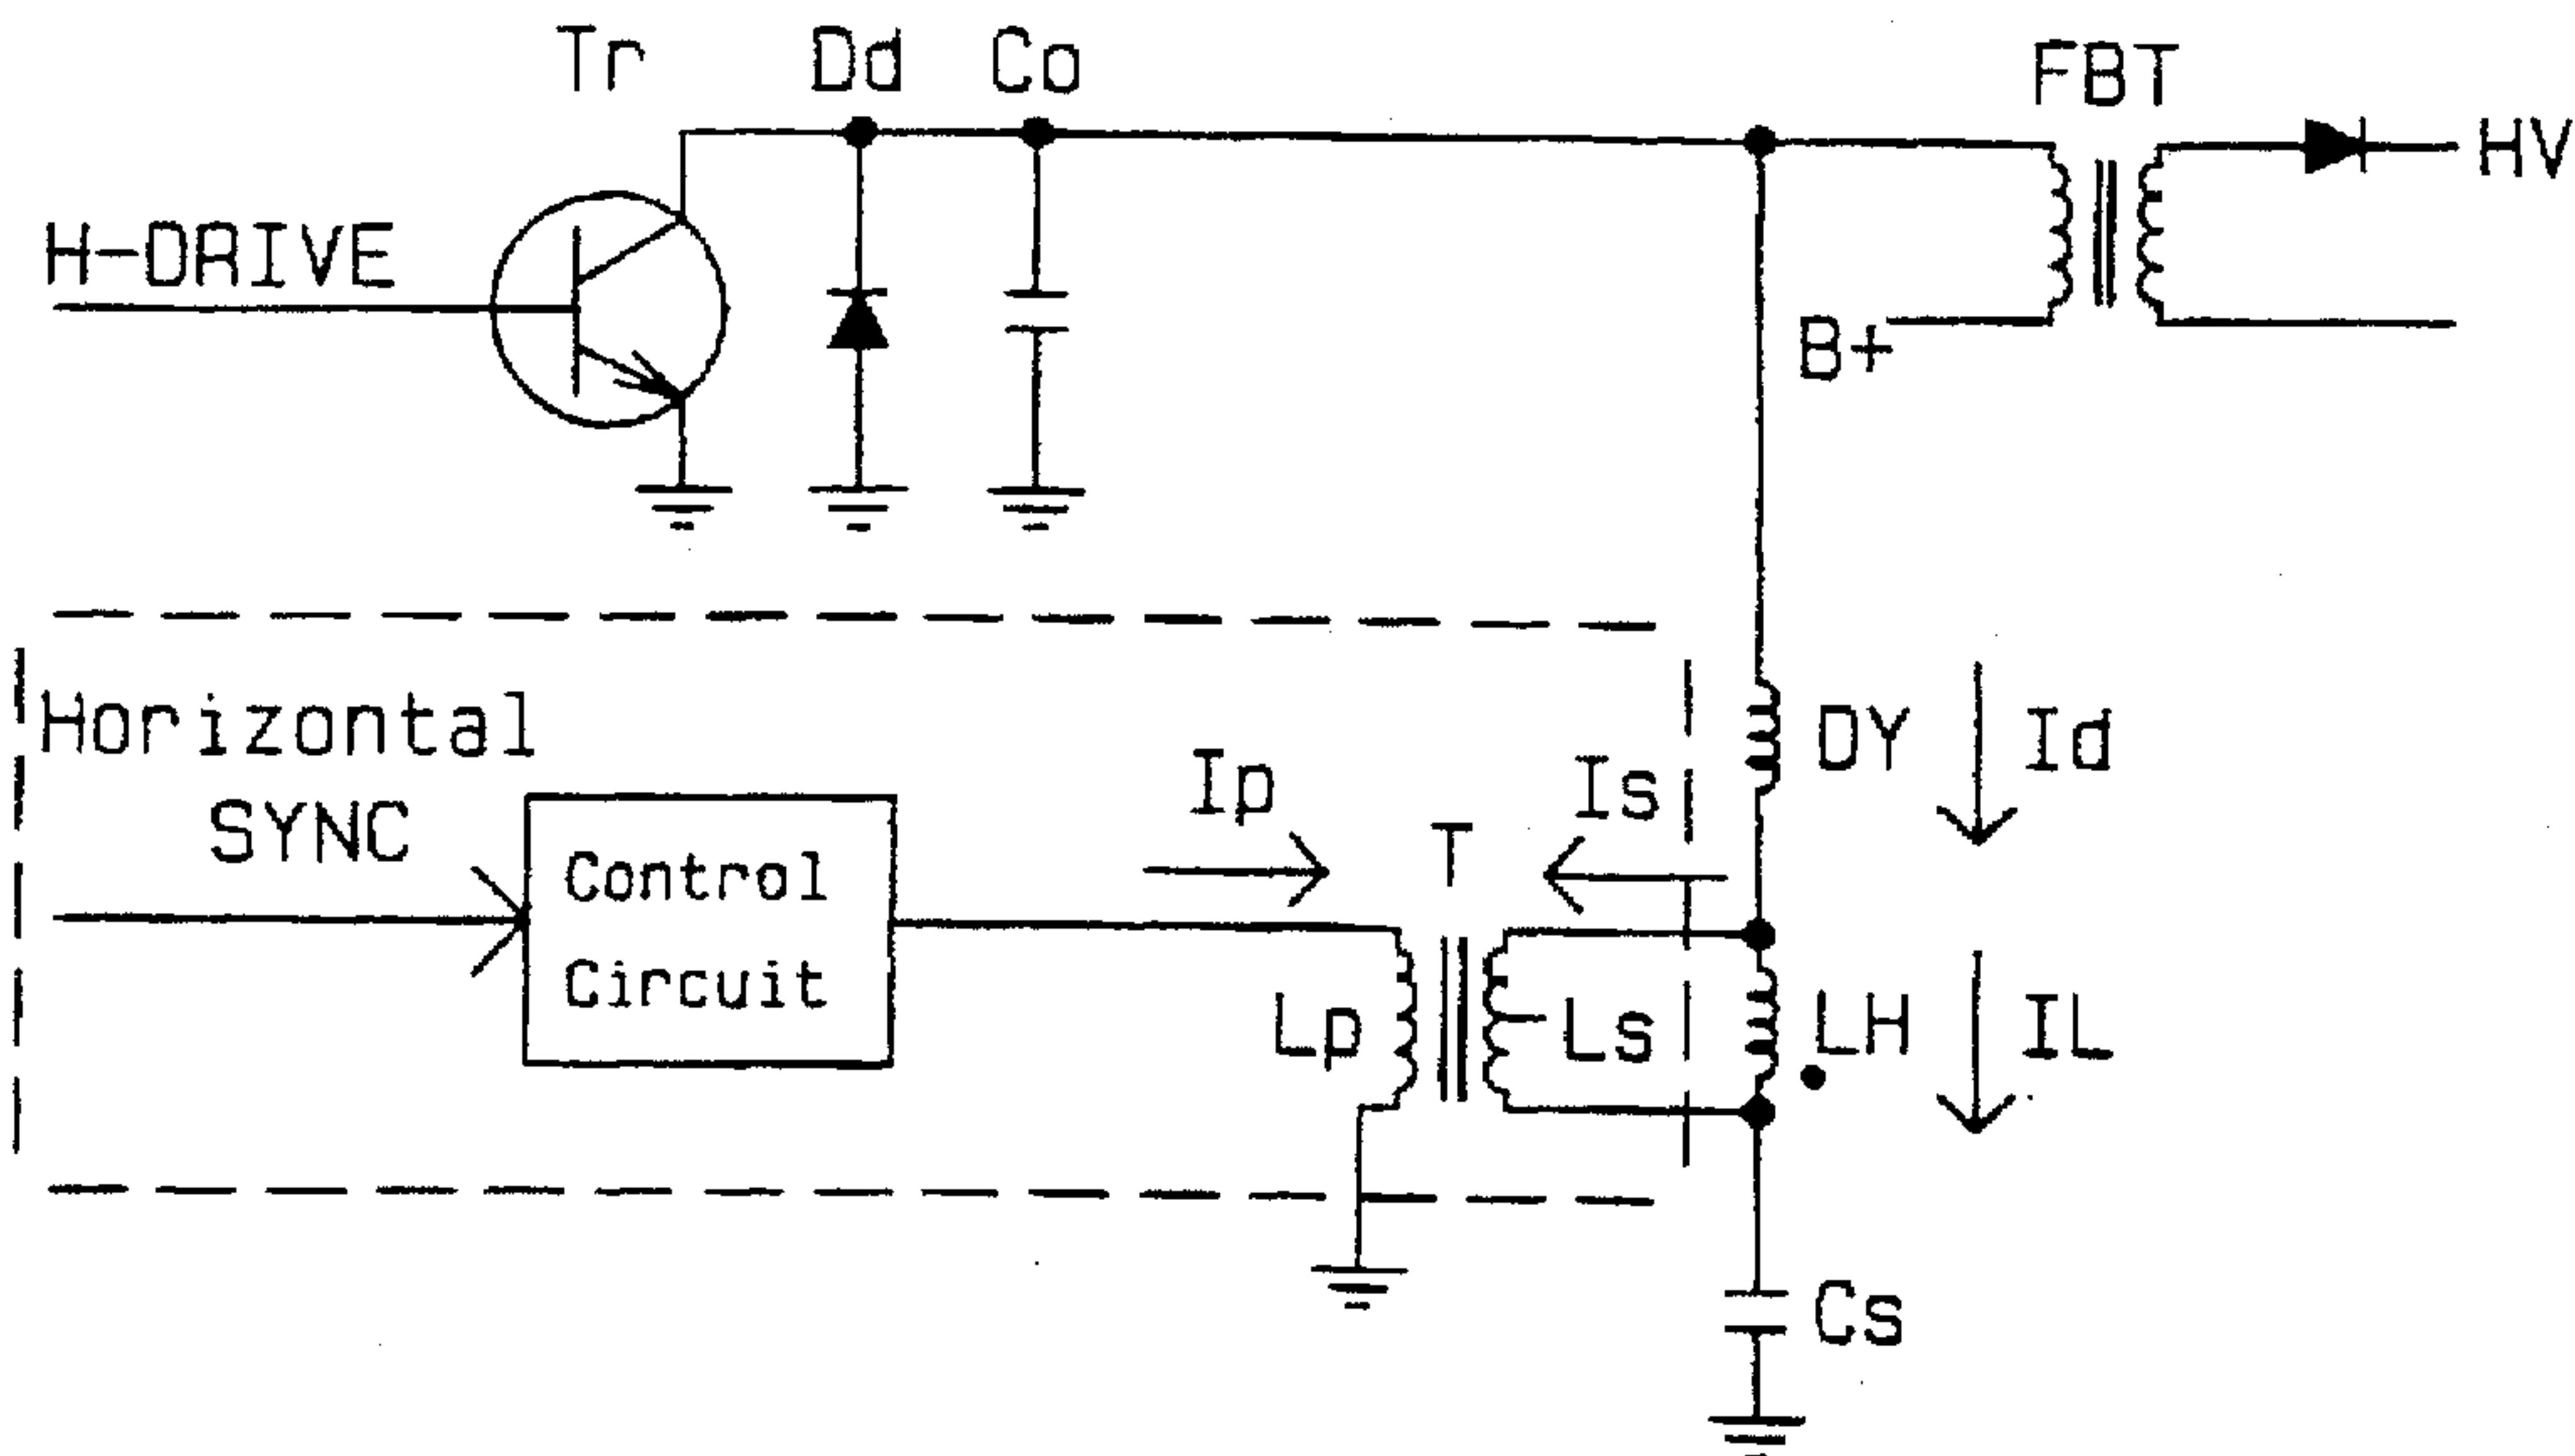 Tr
Dd
Co
FBT
HV
H-DRIVE
B+
Horizontal
SYNC
Control
Circuit
Ip
T
Is
DY
Id
Lp
Ls
LH
IL
Cs